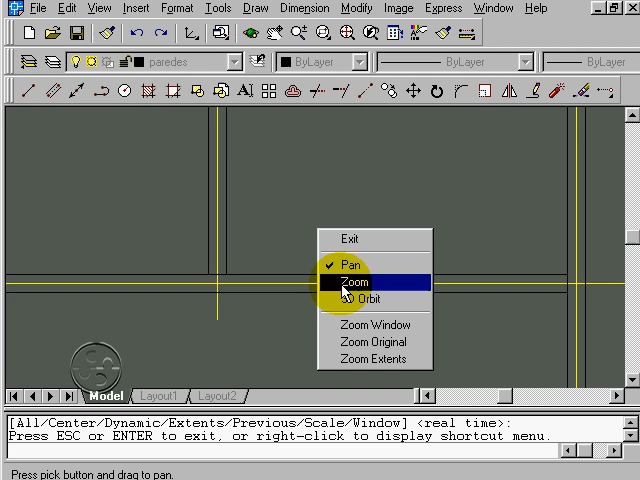 File Edit View Insert Format Tools Draw Dimension Modify Image Express Window Help
paredes ByLayer ByLayer ByLayer
A
Exit
Pan
Zoom
3D Orbit
Zoom Window
Zoom Original
Zoom Extents
Model Layout1 Layout2
[All/Center/Dynamic/Extents/Previous/Scale/Window] <real time>:
Press ESC or ENTER to exit, or right-click to display shortcut menu.
Press pick button and drag to pan.